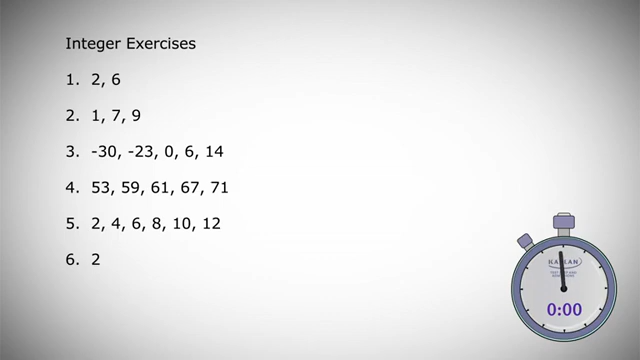 Integer Exercises
1. 2, 6
2. 1, 7, 9
3. -30, -23, 0, 6, 14
4. 53, 59, 61, 67, 71
5. 2, 4, 6, 8, 10, 12
6. 2
KAPLAN
0:00